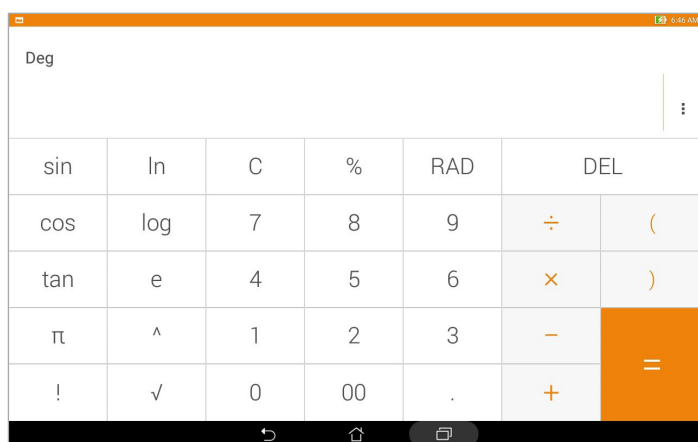 6:46 AM
Deg
sin ln C % RAD DEL
cos log 7 8 9 ÷ (
tan e 4 5 6 × )
π ^ 1 2 3 −
=
! √ 0 00 . +